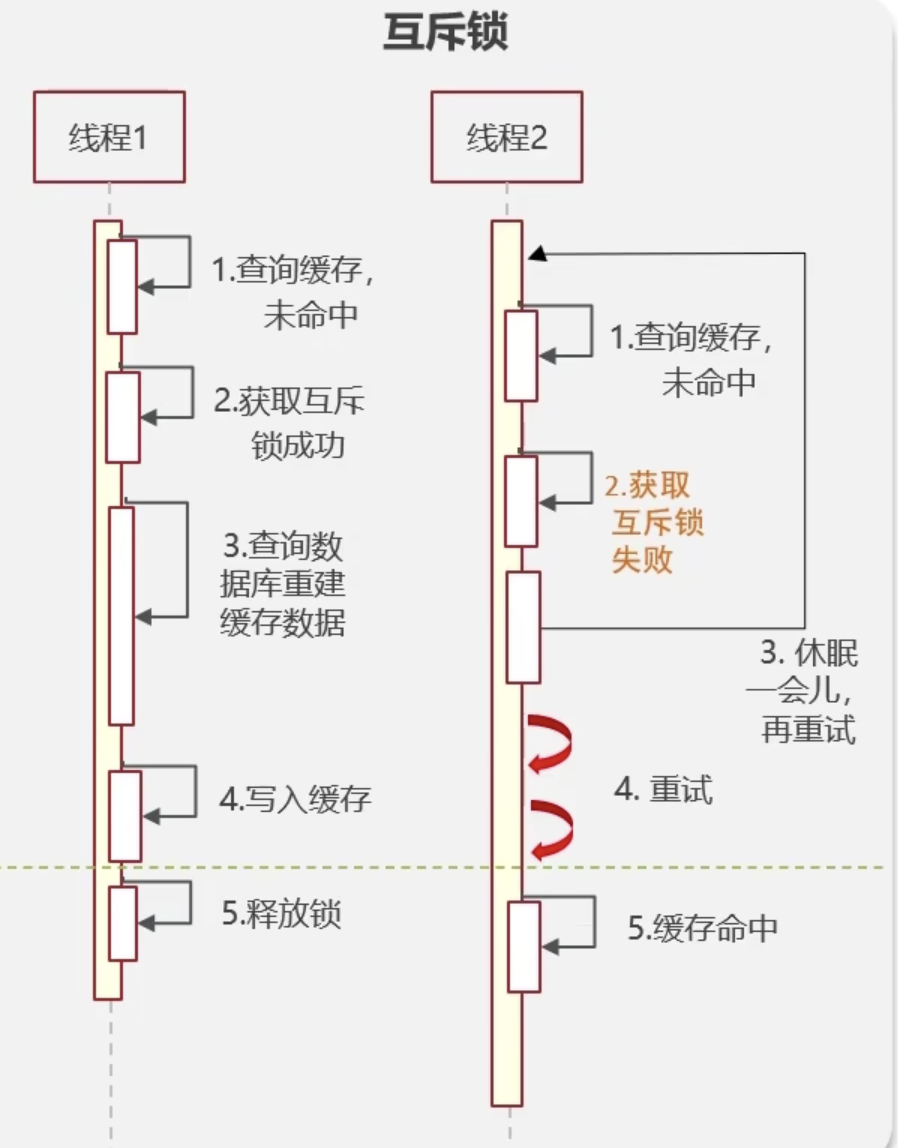 互斥锁
线程1
线程2
1.查询缓存，
未命中
2.获取互斥
锁成功
3.查询数
据库重建
缓存数据
4.写入缓存
5.释放锁
1.查询缓存，
未命中
2.获取
互斥锁
失败
3. 休眠
一会儿，
再重试
4. 重试
5.缓存命中